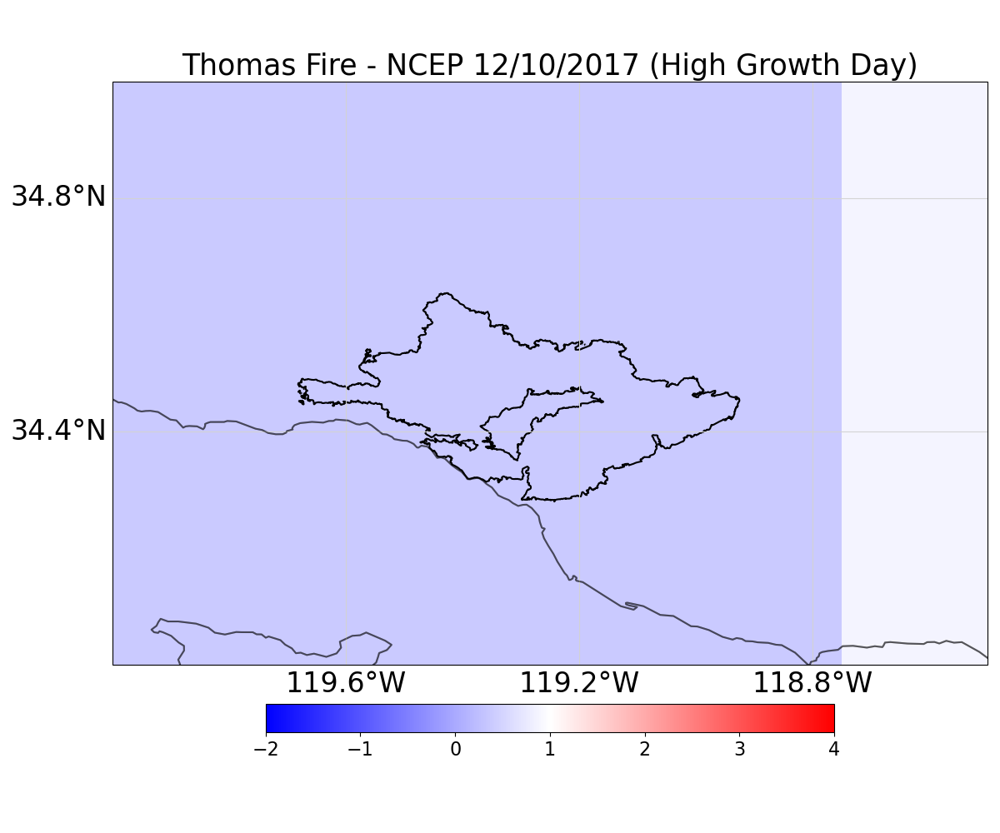 Thomas Fire - NCEP 12/10/2017 (High Growth Day)
34.8°N
34.4°N
119.6°W 119.2°W 118.8°W
−2 −1 0 1 2 3 4